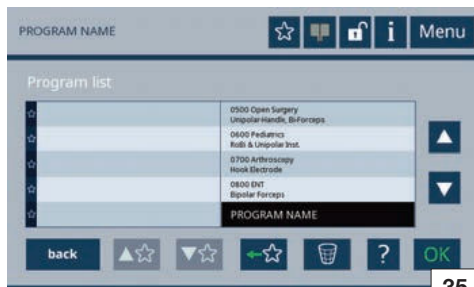 PROGRAM NAME
i
Menu
Program list
0500 Open Surgery
Unipolar-Handle, Bi-Forceps
0600 Pediatrics
RoBi & Unipolar Inst.
0700 Arthroscopy
Hook Electrode
0800 ENT
Bipolar Forceps
PROGRAM NAME
back
?
OK
35